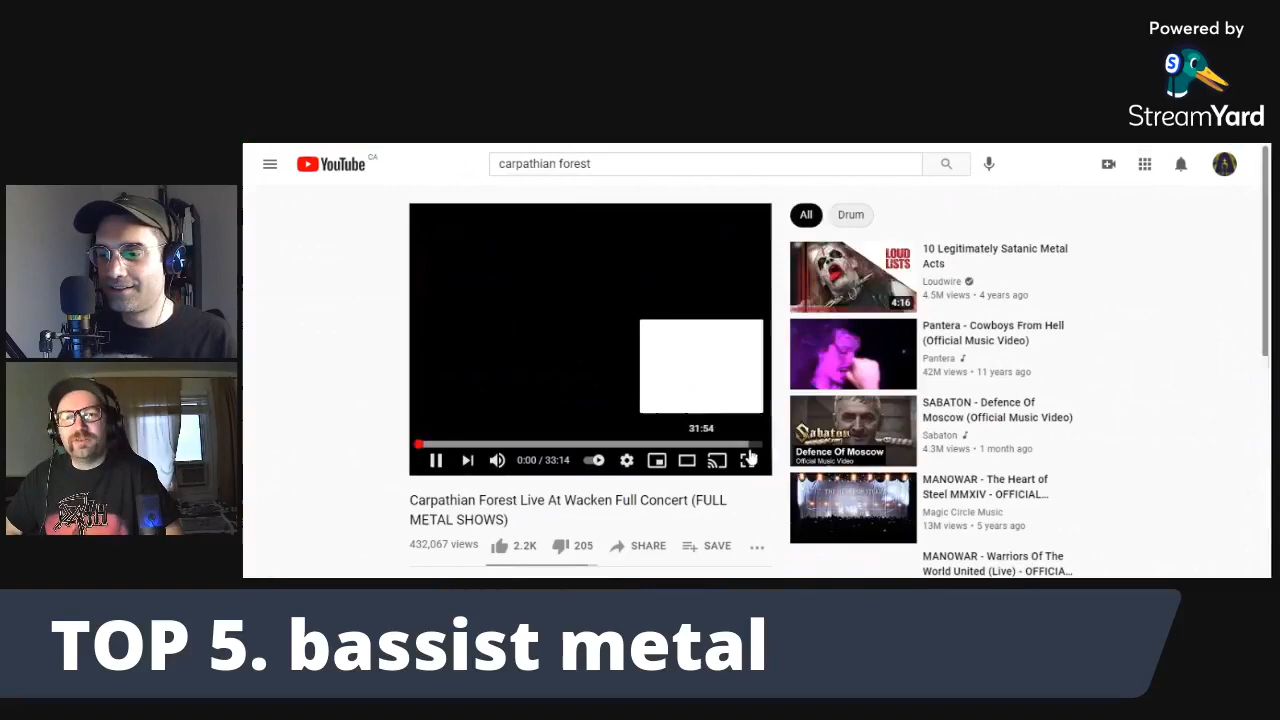 Powered by
S
StreamYard
YouTube CA
carpathian forest
All
Drum
LOUD
LISTS
4:16
10 Legitimately Satanic Metal
Acts
Loudwire
4.5M views • 4 years ago
Pantera - Cowboys From Hell
(Official Music Video)
Pantera
42M views • 11 years ago
Sabaton
Defence Of Moscow
Official Music Video
SABATON - Defence Of
Moscow (Official Music Video)
Sabaton
4.3M views • 1 month ago
MANOWAR - The Heart of
Steel MMXIV - OFFICIAL...
Magic Circle Music
13M views • 5 years ago
MANOWAR - Warriors Of The
World United (Live) - OFFICIA...
31:54
0:00 / 33:14
Carpathian Forest Live At Wacken Full Concert (FULL
METAL SHOWS)
432,067 views
2.2K
205
SHARE
SAVE
DEATH
TOP 5. bassist metal